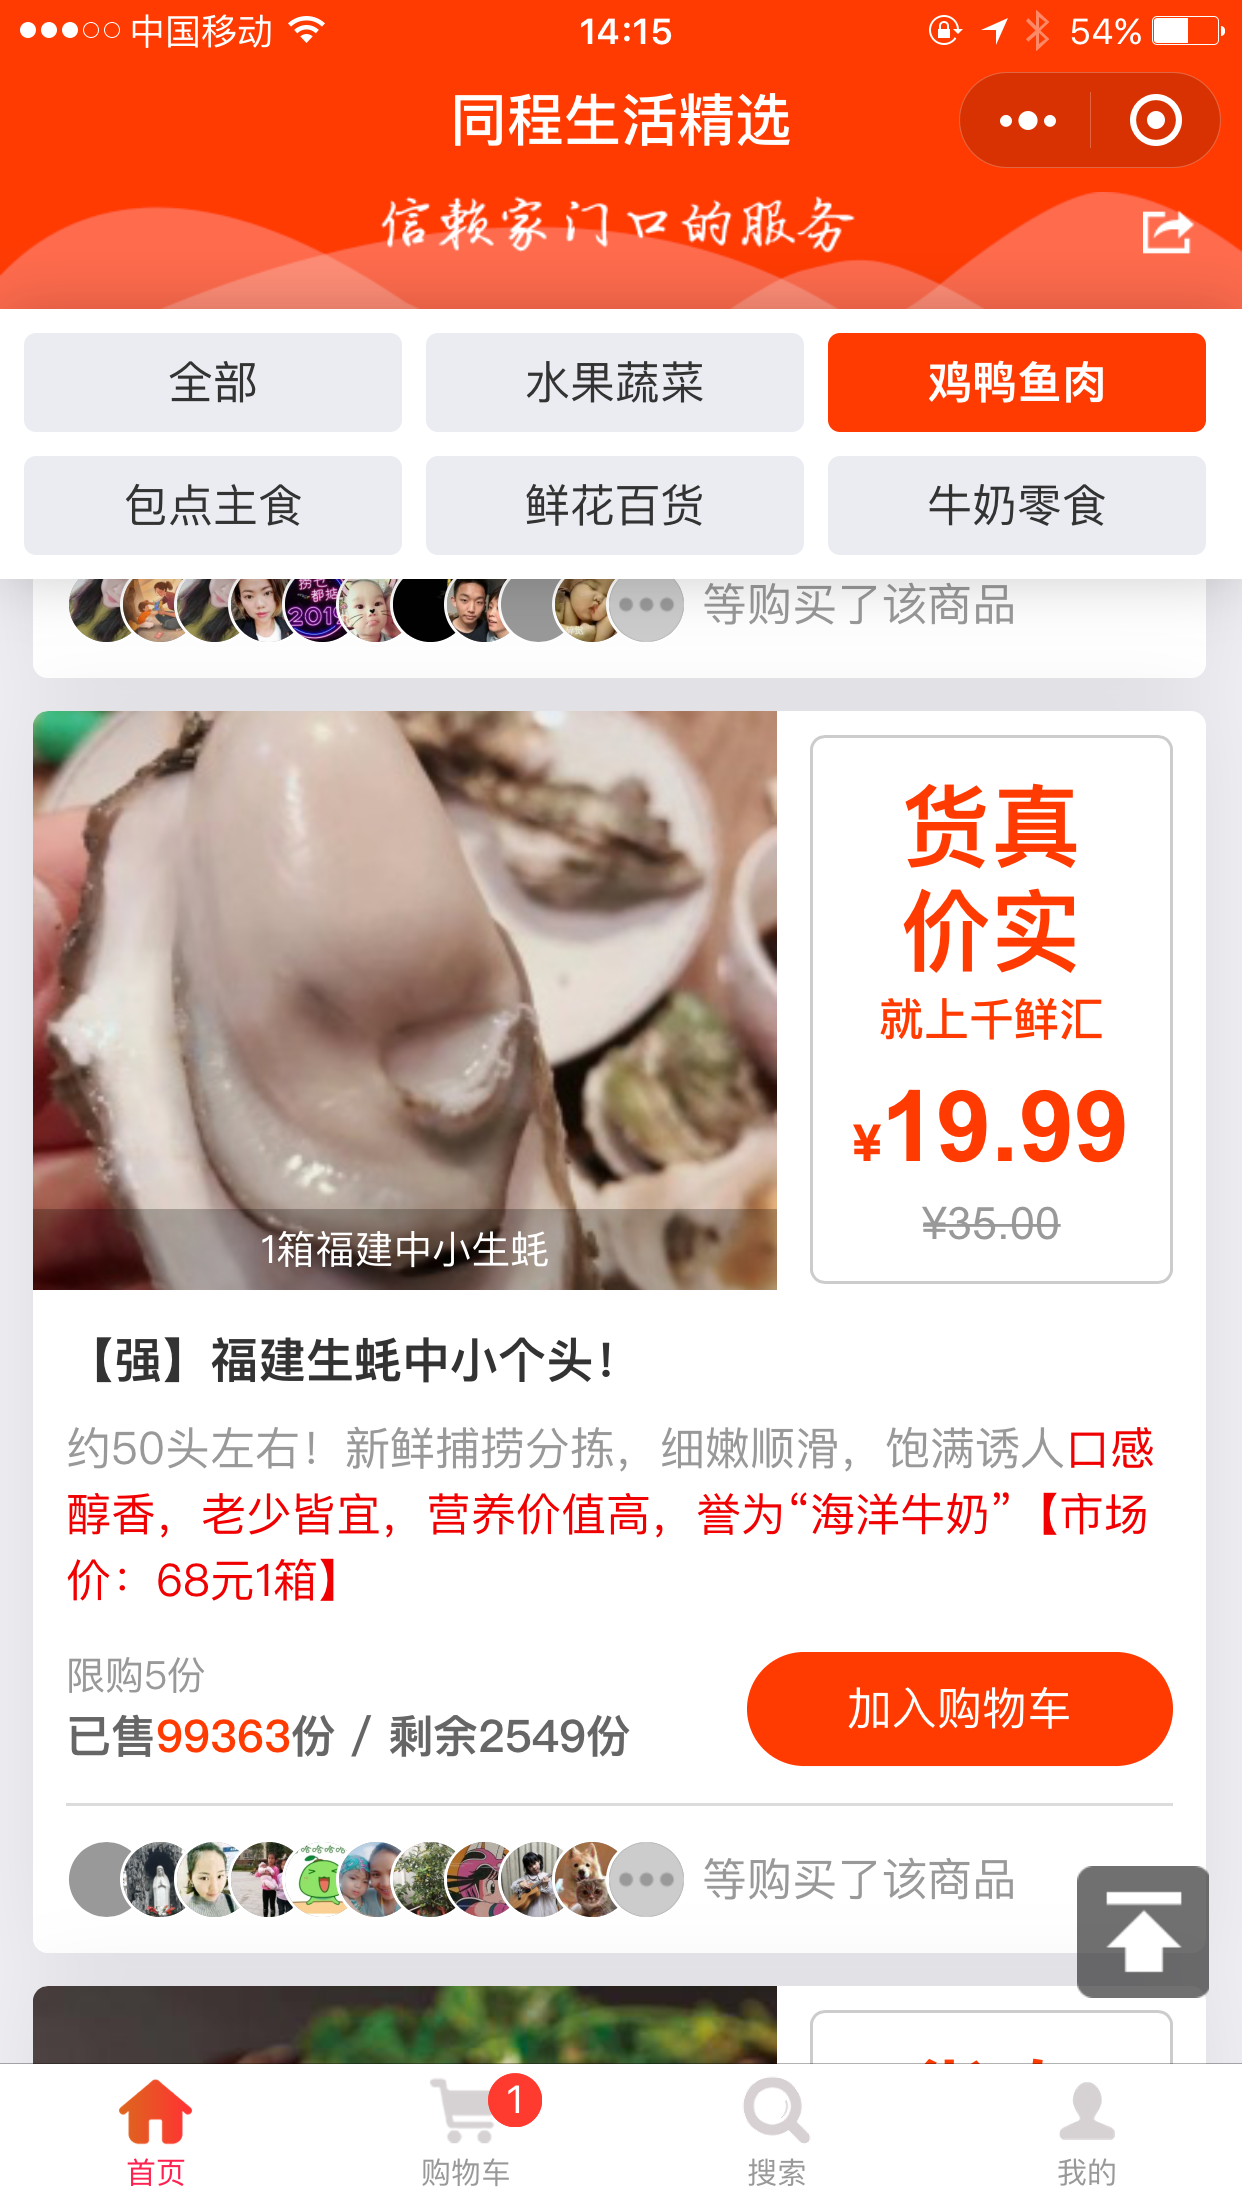 中国移动
14:15
54%
同程生活精选
信赖家门口的服务
全部
水果蔬菜
鸡鸭鱼肉
包点主食
鲜花百货
牛奶零食
等购买了该商品
货真
价实
就上千鲜汇
¥19.99
¥35.00
1箱福建中小生蚝
【强】福建生蚝中小个头！
约50头左右！新鲜捕捞分拣，细嫩顺滑，饱满诱人口感
醇香，老少皆宜，营养价值高，誉为“海洋牛奶”【市场
价：68元1箱】
限购5份
已售99363份 / 剩余2549份
加入购物车
等购买了该商品
1
首页
购物车
搜索
我的